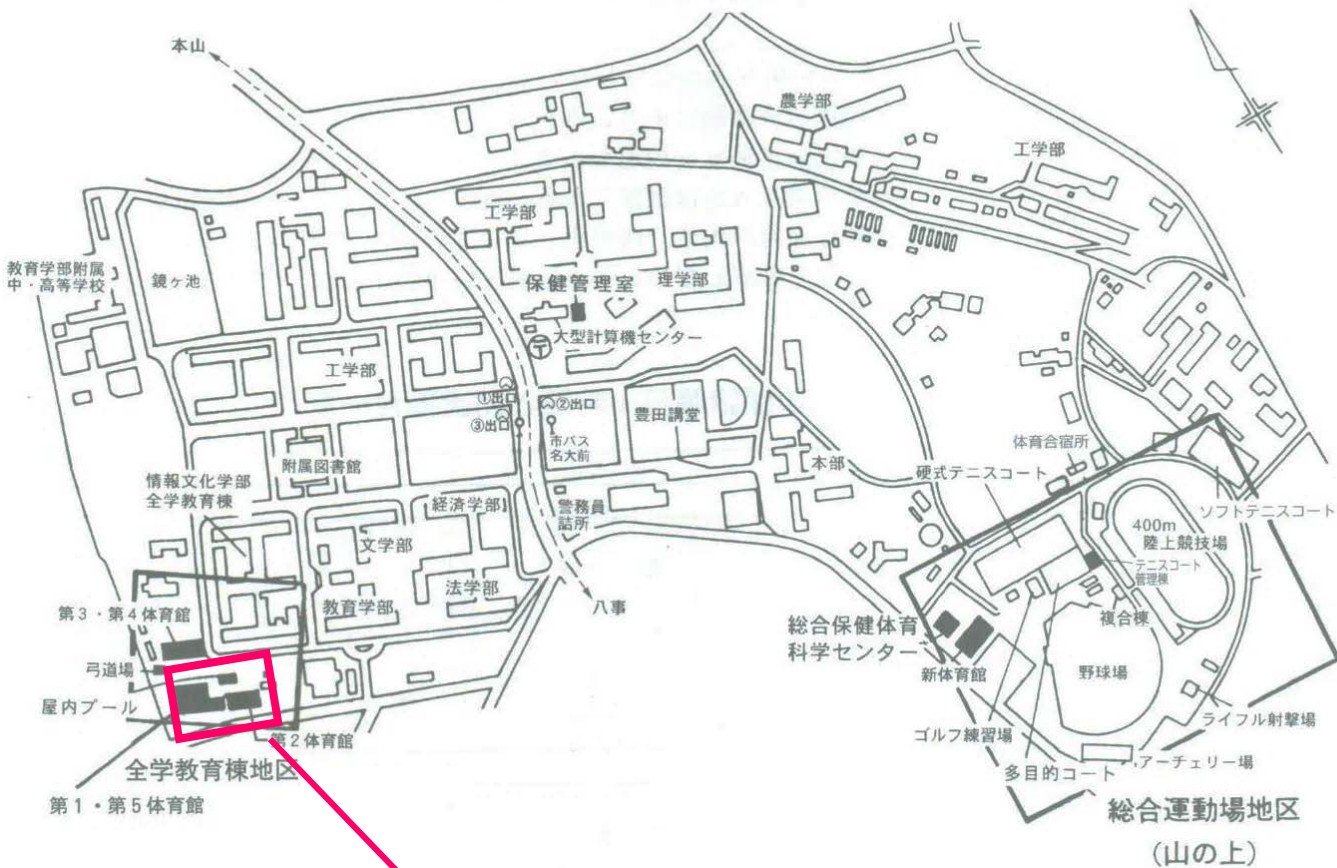 本山
農学部
工学部
工学部
教育学部附属
中・高等学校
鏡ヶ池
保健管理室
理学部
大型計算機センター
〒
工学部
①出口
②出口
③出口
市バス
名大前
豊田講堂
体育合宿所
附属図書館
本部
硬式テニスコート
情報文化学部
全学教育棟
経済学部
警務員
詰所
ソフトテニスコート
400m
陸上競技場
文学部
テニスコート
管理棟
教育学部
法学部
八事
第3・第4体育館
複合棟
総合保健体育
科学センター
弓道場
新体育館
野球場
屋内プール
ライフル射撃場
第2体育館
ゴルフ練習場
アーチェリー場
全学教育棟地区
多目的コート
第1・第5体育館
総合運動場地区
(山の上)